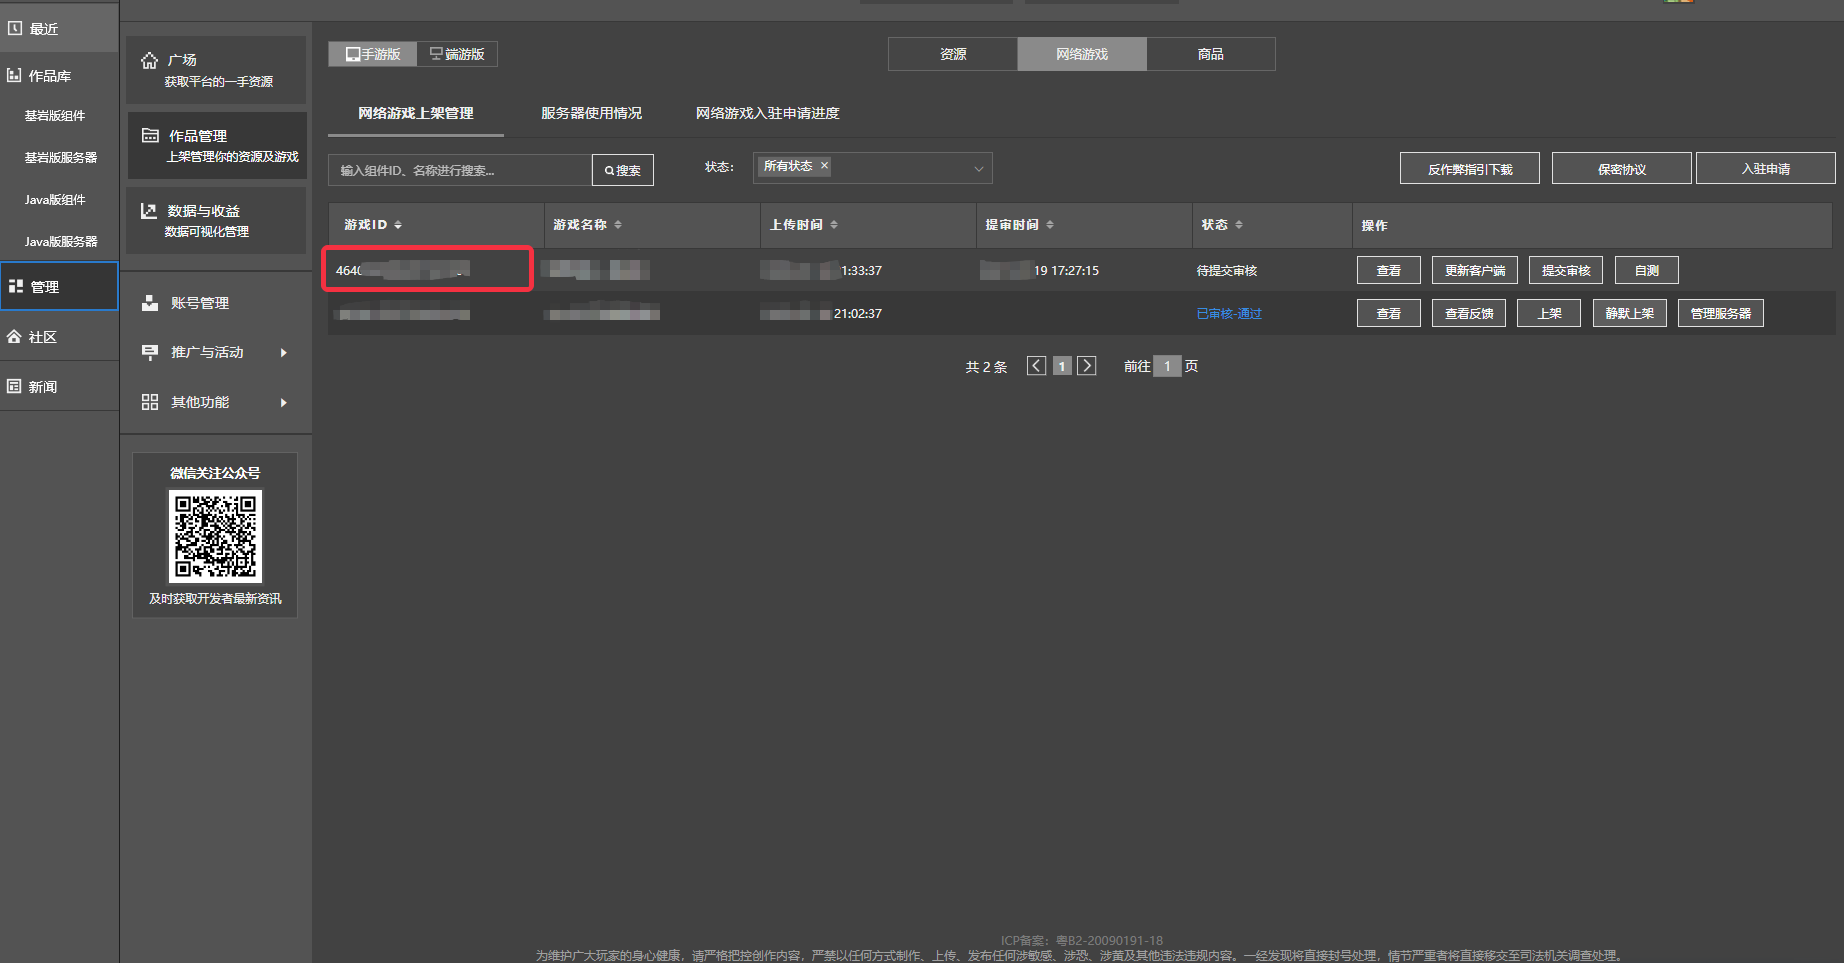 最近
作品库
基岩版组件
基岩版服务器
Java版组件
Java版服务器
管理
社区
新闻
广场
获取平台的一手资源
作品管理
上架管理你的资源及游戏
数据与收益
数据可视化管理
账号管理
推广与活动
其他功能
微信关注公众号
及时获取开发者最新资讯
手游版 端游版
资源 网络游戏 商品
网络游戏上架管理 服务器使用情况 网络游戏入驻申请进度
输入组件ID、名称进行搜索... 搜索 状态: 所有状态 × 反作弊指引下载 保密协议 入驻申请
游戏ID 游戏名称 上传时间 提审时间 状态 操作
464 1:33:37 19 17:27:15 待提交审核 查看 更新客户端 提交审核 自测
21:02:37 已审核-通过 查看 查看反馈 上架 静默上架 管理服务器
共 2 条 1 前往 1 页
ICP备案：粤B2-20090191-18
为维护广大玩家的身心健康，请严格把控创作内容，严禁以任何方式制作、上传、发布任何涉敏感、涉恐、涉黄及其他违法违规内容。一经发现将直接封号处理，情节严重者将直接移交至司法机关调查处理。